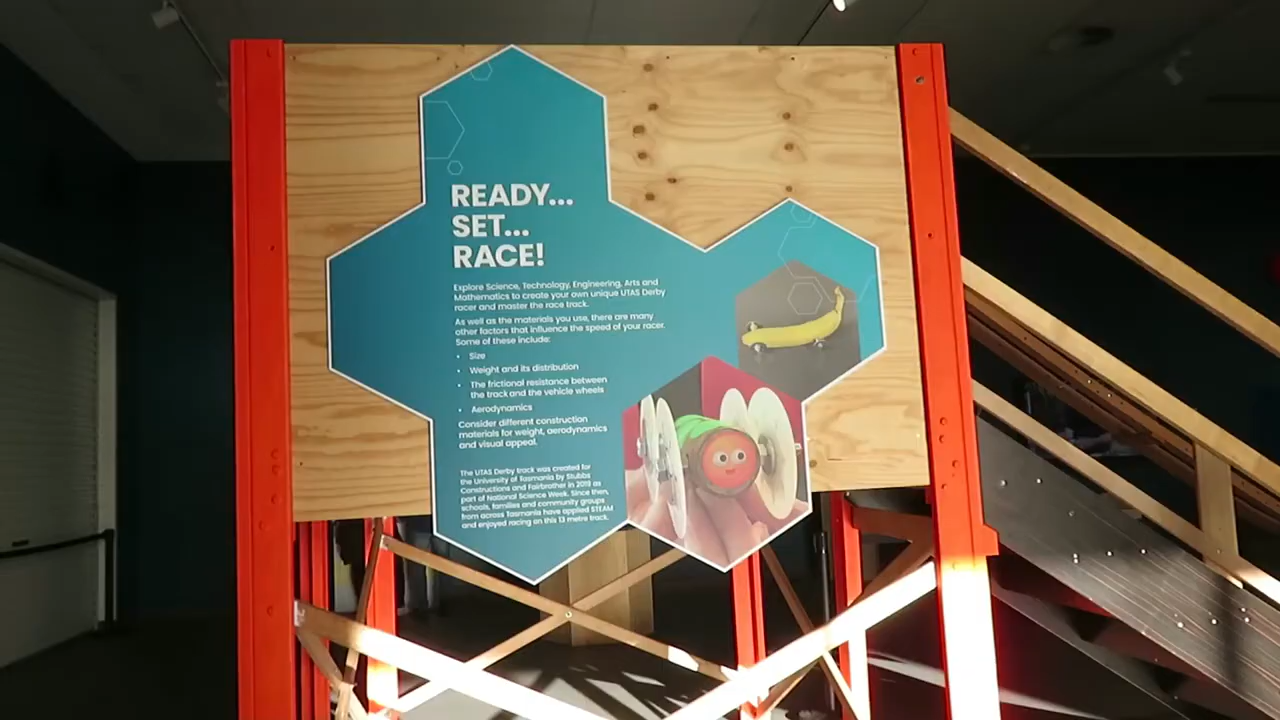 READY...
SET...
RACE!
Explore Science, Technology, Engineering, Arts and
Mathematics to create your own unique UTAS Derby
racer and master the race track.
As well as the materials you use, there are many
other factors that influence the speed of your racer.
Some of these include:
• Size
• Weight and its distribution
• The frictional resistance between
the track and the vehicle wheels
• Aerodynamics
Consider different construction
materials for weight, aerodynamics
and visual appeal.
The UTAS Derby track was created for
the University of Tasmania by Stubbs
Constructions and Fairbrother in 2019 as
part of National Science Week. Since then,
schools, families and community groups
from across Tasmania have applied STEAM
and enjoyed racing on this 13 metre track.